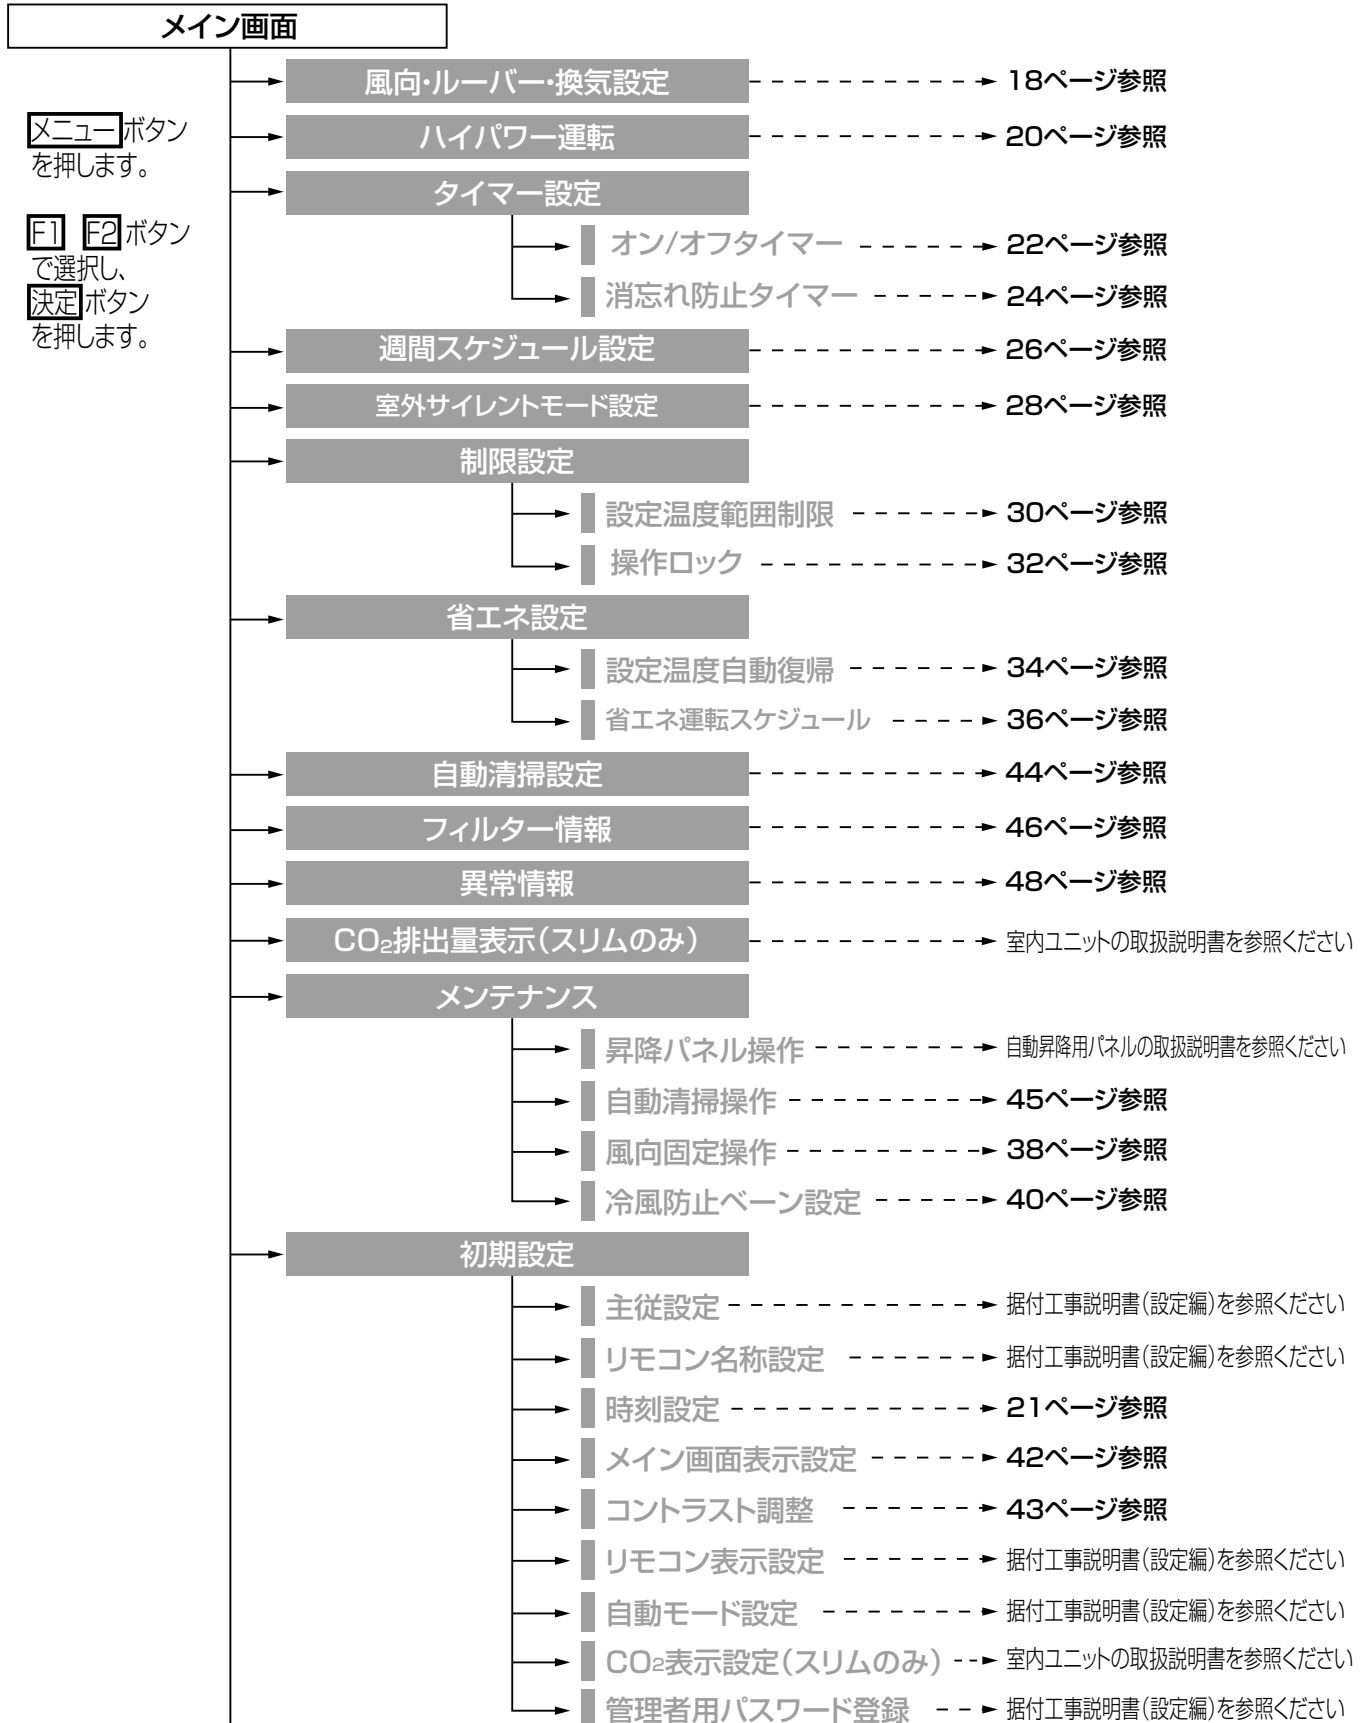 メイン画面
風向・ルーバー・換気設定 18ページ参照
メニューボタン
を押します。
ハイパワー運転 20ページ参照
タイマー設定
F1 F2 ボタン
で選択し、
決定ボタン
を押します。
オン/オフタイマー 22ページ参照
消忘れ防止タイマー 24ページ参照
週間スケジュール設定 26ページ参照
室外サイレントモード設定 28ページ参照
制限設定
設定温度範囲制限 30ページ参照
操作ロック 32ページ参照
省エネ設定
設定温度自動復帰 34ページ参照
省エネ運転スケジュール 36ページ参照
自動清掃設定 44ページ参照
フィルター情報 46ページ参照
異常情報 48ページ参照
CO₂排出量表示(スリムのみ) 室内ユニットの取扱説明書を参照ください
メンテナンス
昇降パネル操作 自動昇降用パネルの取扱説明書を参照ください
自動清掃操作 45ページ参照
風向固定操作 38ページ参照
冷風防止ベーン設定 40ページ参照
初期設定
主従設定 据付工事説明書(設定編)を参照ください
リモコン名称設定 据付工事説明書(設定編)を参照ください
時刻設定 21ページ参照
メイン画面表示設定 42ページ参照
コントラスト調整 43ページ参照
リモコン表示設定 据付工事説明書(設定編)を参照ください
自動モード設定 据付工事説明書(設定編)を参照ください
CO₂表示設定(スリムのみ) 室内ユニットの取扱説明書を参照ください
管理者用パスワード登録 据付工事説明書(設定編)を参照ください